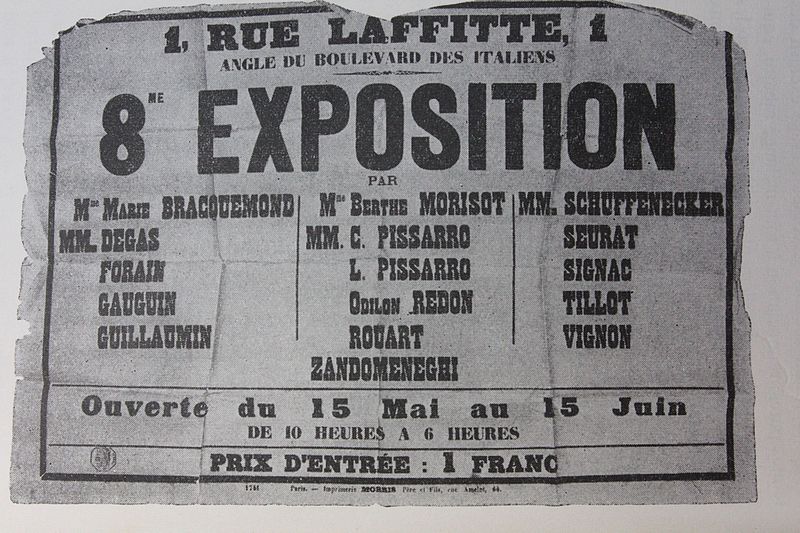 1, RUE LAFFITTE, 1
ANGLE DU BOULEVARD DES ITALIENS
8ME EXPOSITION
PAR
Mme MARIE BRACQUEMOND
MM. DEGAS
FORAIN
GAUGUIN
GUILLAUMIN
Mme BERTHE MORISOT
MM. C. PISSARRO
L. PISSARRO
ODILON REDON
ROUART
ZANDOMENEGHI
MM. SCHUFFENECKER
SEURAT
SIGNAC
TILLOT
VIGNON
Ouverte du 15 Mai au 15 Juin
DE 10 HEURES A 6 HEURES
PRIX D'ENTRÉE : 1 FRANC
Paris. — Imprimerie MORRIS Père et Fils, rue Amelot, 64.